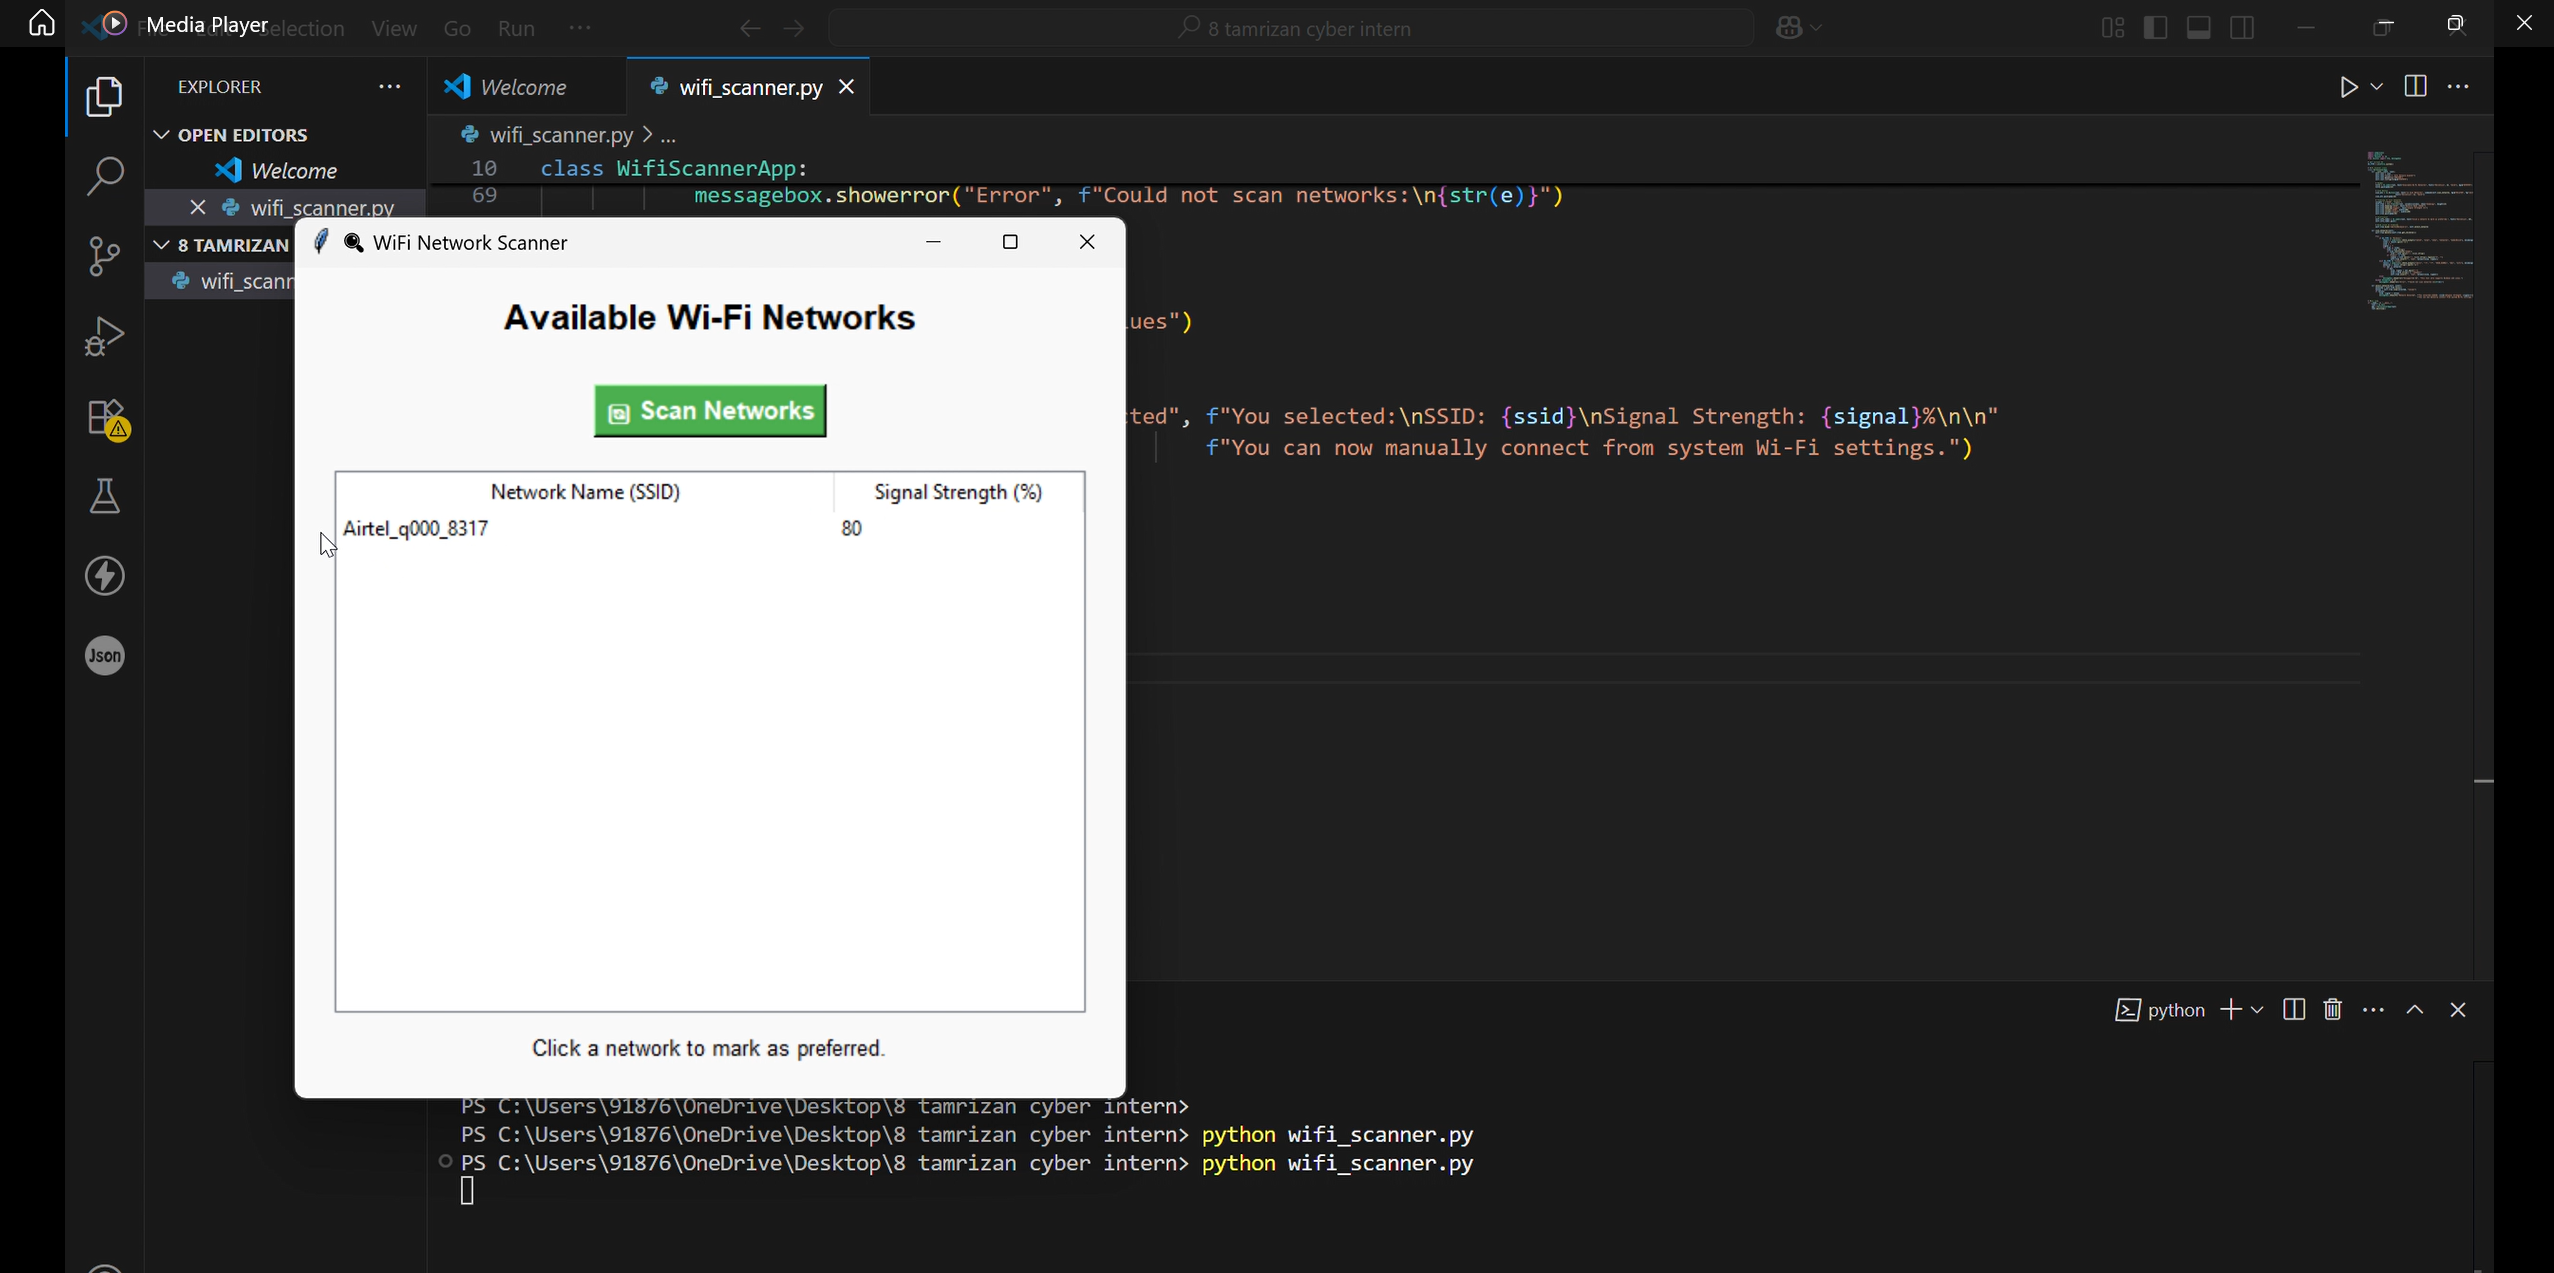 Media Player
Selection View Go Run ···
8 tamrizan cyber intern
EXPLORER ···
Welcome
wifi_scanner.py
OPEN EDITORS
Welcome
wifi_scanner.py
8 TAMRIZAN
wifi_scann
wifi_scanner.py > ...
10 class WifiScannerApp:
69 messagebox.showerror("Error", f"Could not scan networks:\n{str(e)}")
ues")
cted", f"You selected:\nSSID: {ssid}\nSignal Strength: {signal}%\n\n"
f"You can now manually connect from system Wi-Fi settings.")
WiFi Network Scanner
Available Wi-Fi Networks
Scan Networks
Network Name (SSID) Signal Strength (%)
Airtel_q000_8317 80
Click a network to mark as preferred.
Json
python
PS C:\Users\91876\OneDrive\Desktop\8 tamrizan cyber intern>
PS C:\Users\91876\OneDrive\Desktop\8 tamrizan cyber intern> python wifi_scanner.py
PS C:\Users\91876\OneDrive\Desktop\8 tamrizan cyber intern> python wifi_scanner.py